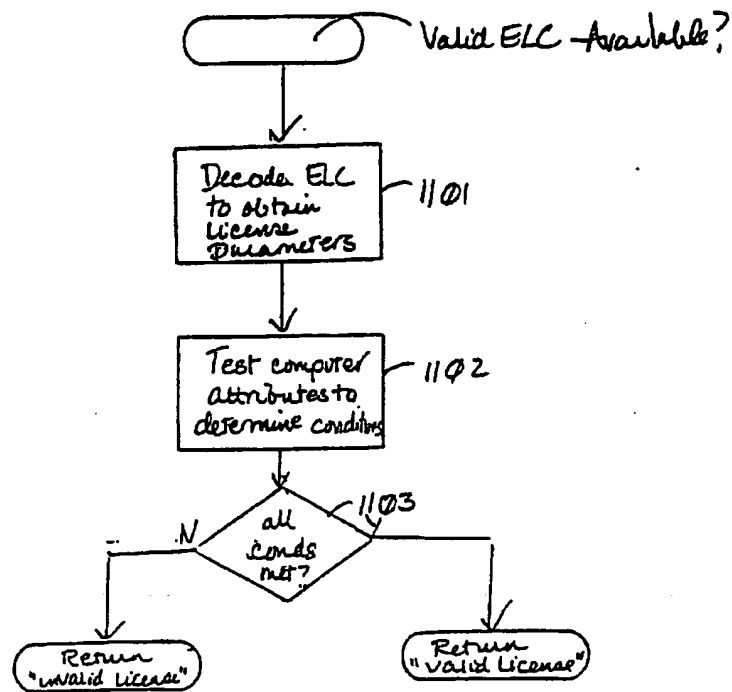 Valid ELC Available?
Decode ELC
to obtain
License
Parameters
1101
Test computer
attributes to
determine conditions
1102
1103
N
all
conds
met?
Return
"invalid License"
Return
"Valid License"